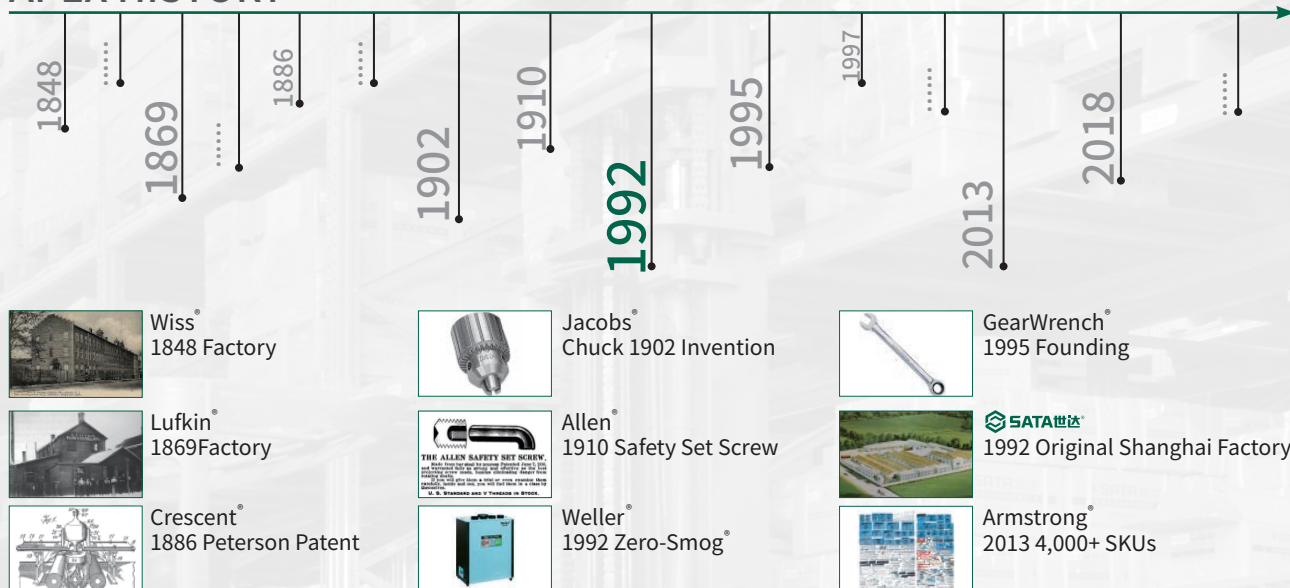 APEX HISTORY
1848
1869
1886
1902
1910
1992
1995
1997
2013
2018
Wiss®
1848 Factory
Lufkin®
1869Factory
Crescent®
1886 Peterson Patent
Jacobs®
Chuck 1902 Invention
Allen®
1910 Safety Set Screw
THE ALLEN SAFETY SET SCREW.
U. S. STANDARD AND V THREADS IN STOCK.
Weller®
1992 Zero-Smog®
GearWrench®
1995 Founding
SATA世达®
1992 Original Shanghai Factory
Armstrong®
2013 4,000+ SKUs